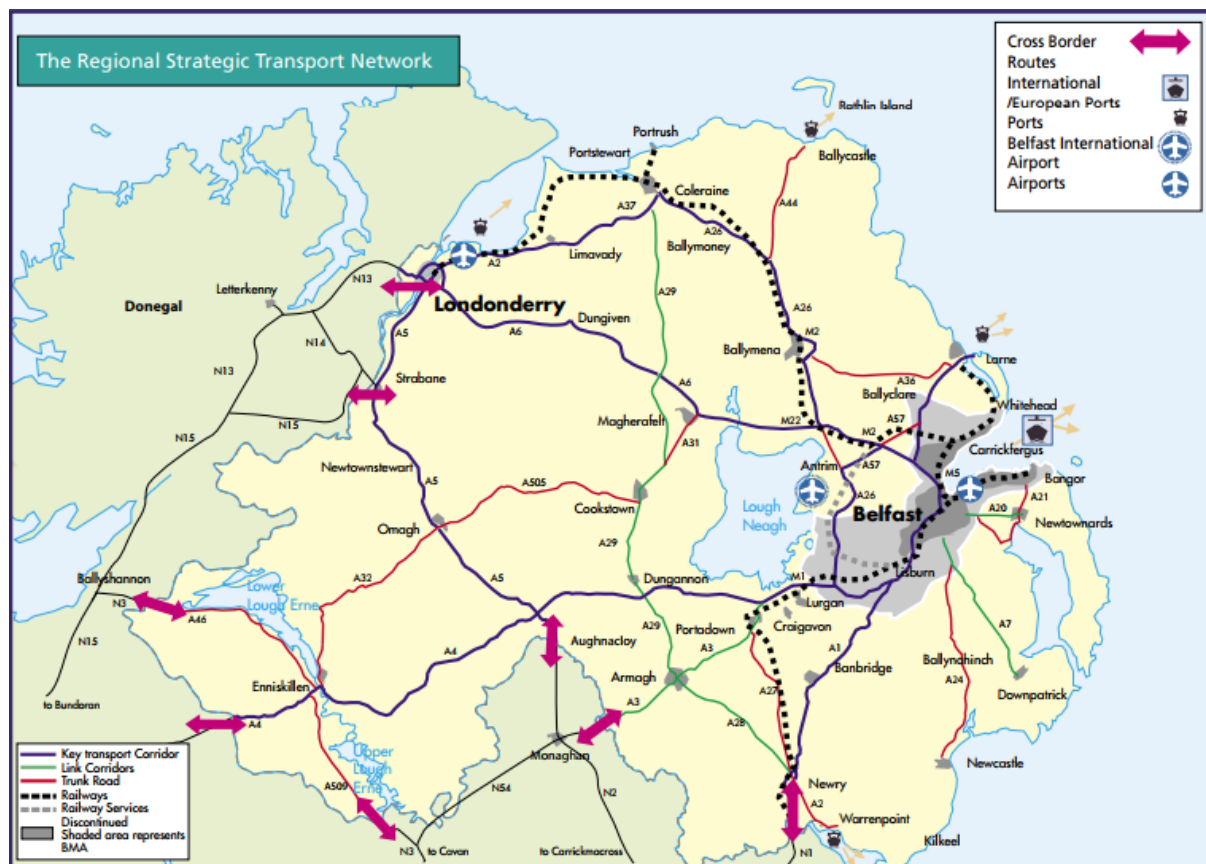 The Regional Strategic Transport Network
Cross Border
Routes
International
/European Ports
Ports
Belfast International
Airport
Airports
Rathlin Island
Portrush
Portstewart
Ballycastle
Coleraine
A37
A44
Limavady
A2
Ballymoney
A26
N13
Letterkenny
Donegal
Londonderry
A29
Dungiven
A6
A26
M2
A5
N14
Ballymena
Larne
Strabane
N13
A6
A36
Ballyclare
Whitehead
N15
Magherafelt
M22
A57
M2
N15
A31
Carrickfergus
Newtownstewart
Antrim
A57
M5
A5
A505
Bangor
A26
A21
Cookstown
Lough
Neagh
Belfast
A20
Newtownards
Omagh
A29
Lisburn
Ballyshannon
Lower
Lough Erne
A32
A5
Dungannon
M1
N3
A46
Lurgan
Craigavon
A7
Aughnacloy
A29
Portadown
N15
A4
A3
A1
Ballynahinch
Armagh
Banbridge
Enniskillen
A24
Downpatrick
to Bundoran
A27
A4
A3
A28
Monaghan
Upper
Lough
Erne
Newcastle
Newry
A509
N54
N2
A2
Warrenpoint
Kilkeel
N3
to Cavan
to Carrickmacross
N1
Key transport Corridor
Link Corridors
Trunk Road
Railways
Railway Services
Discontinued
Shaded area represents
BMA